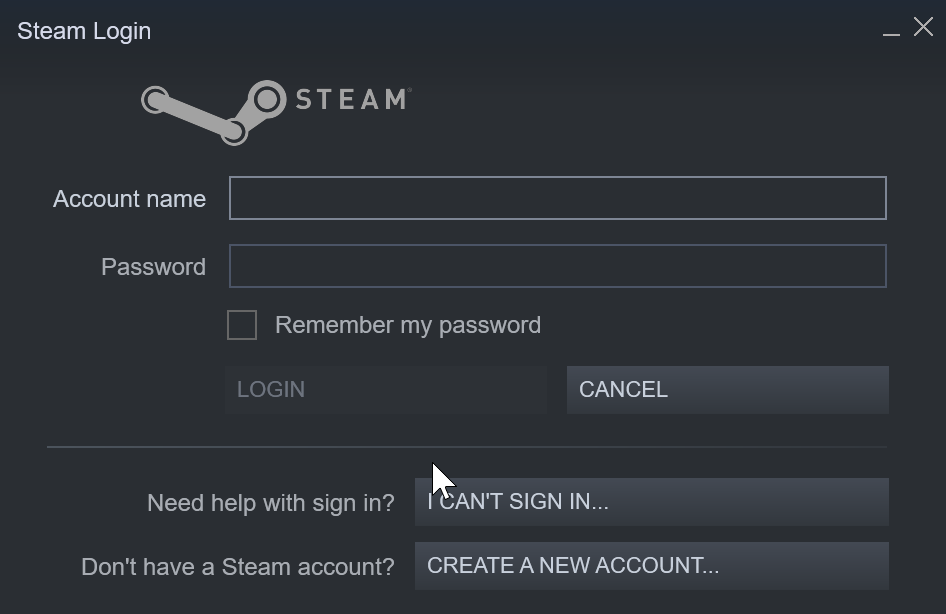 Steam Login
STEAM
Account name
Password
Remember my password
LOGIN
CANCEL
Need help with sign in?
I CAN'T SIGN IN...
Don't have a Steam account?
CREATE A NEW ACCOUNT...